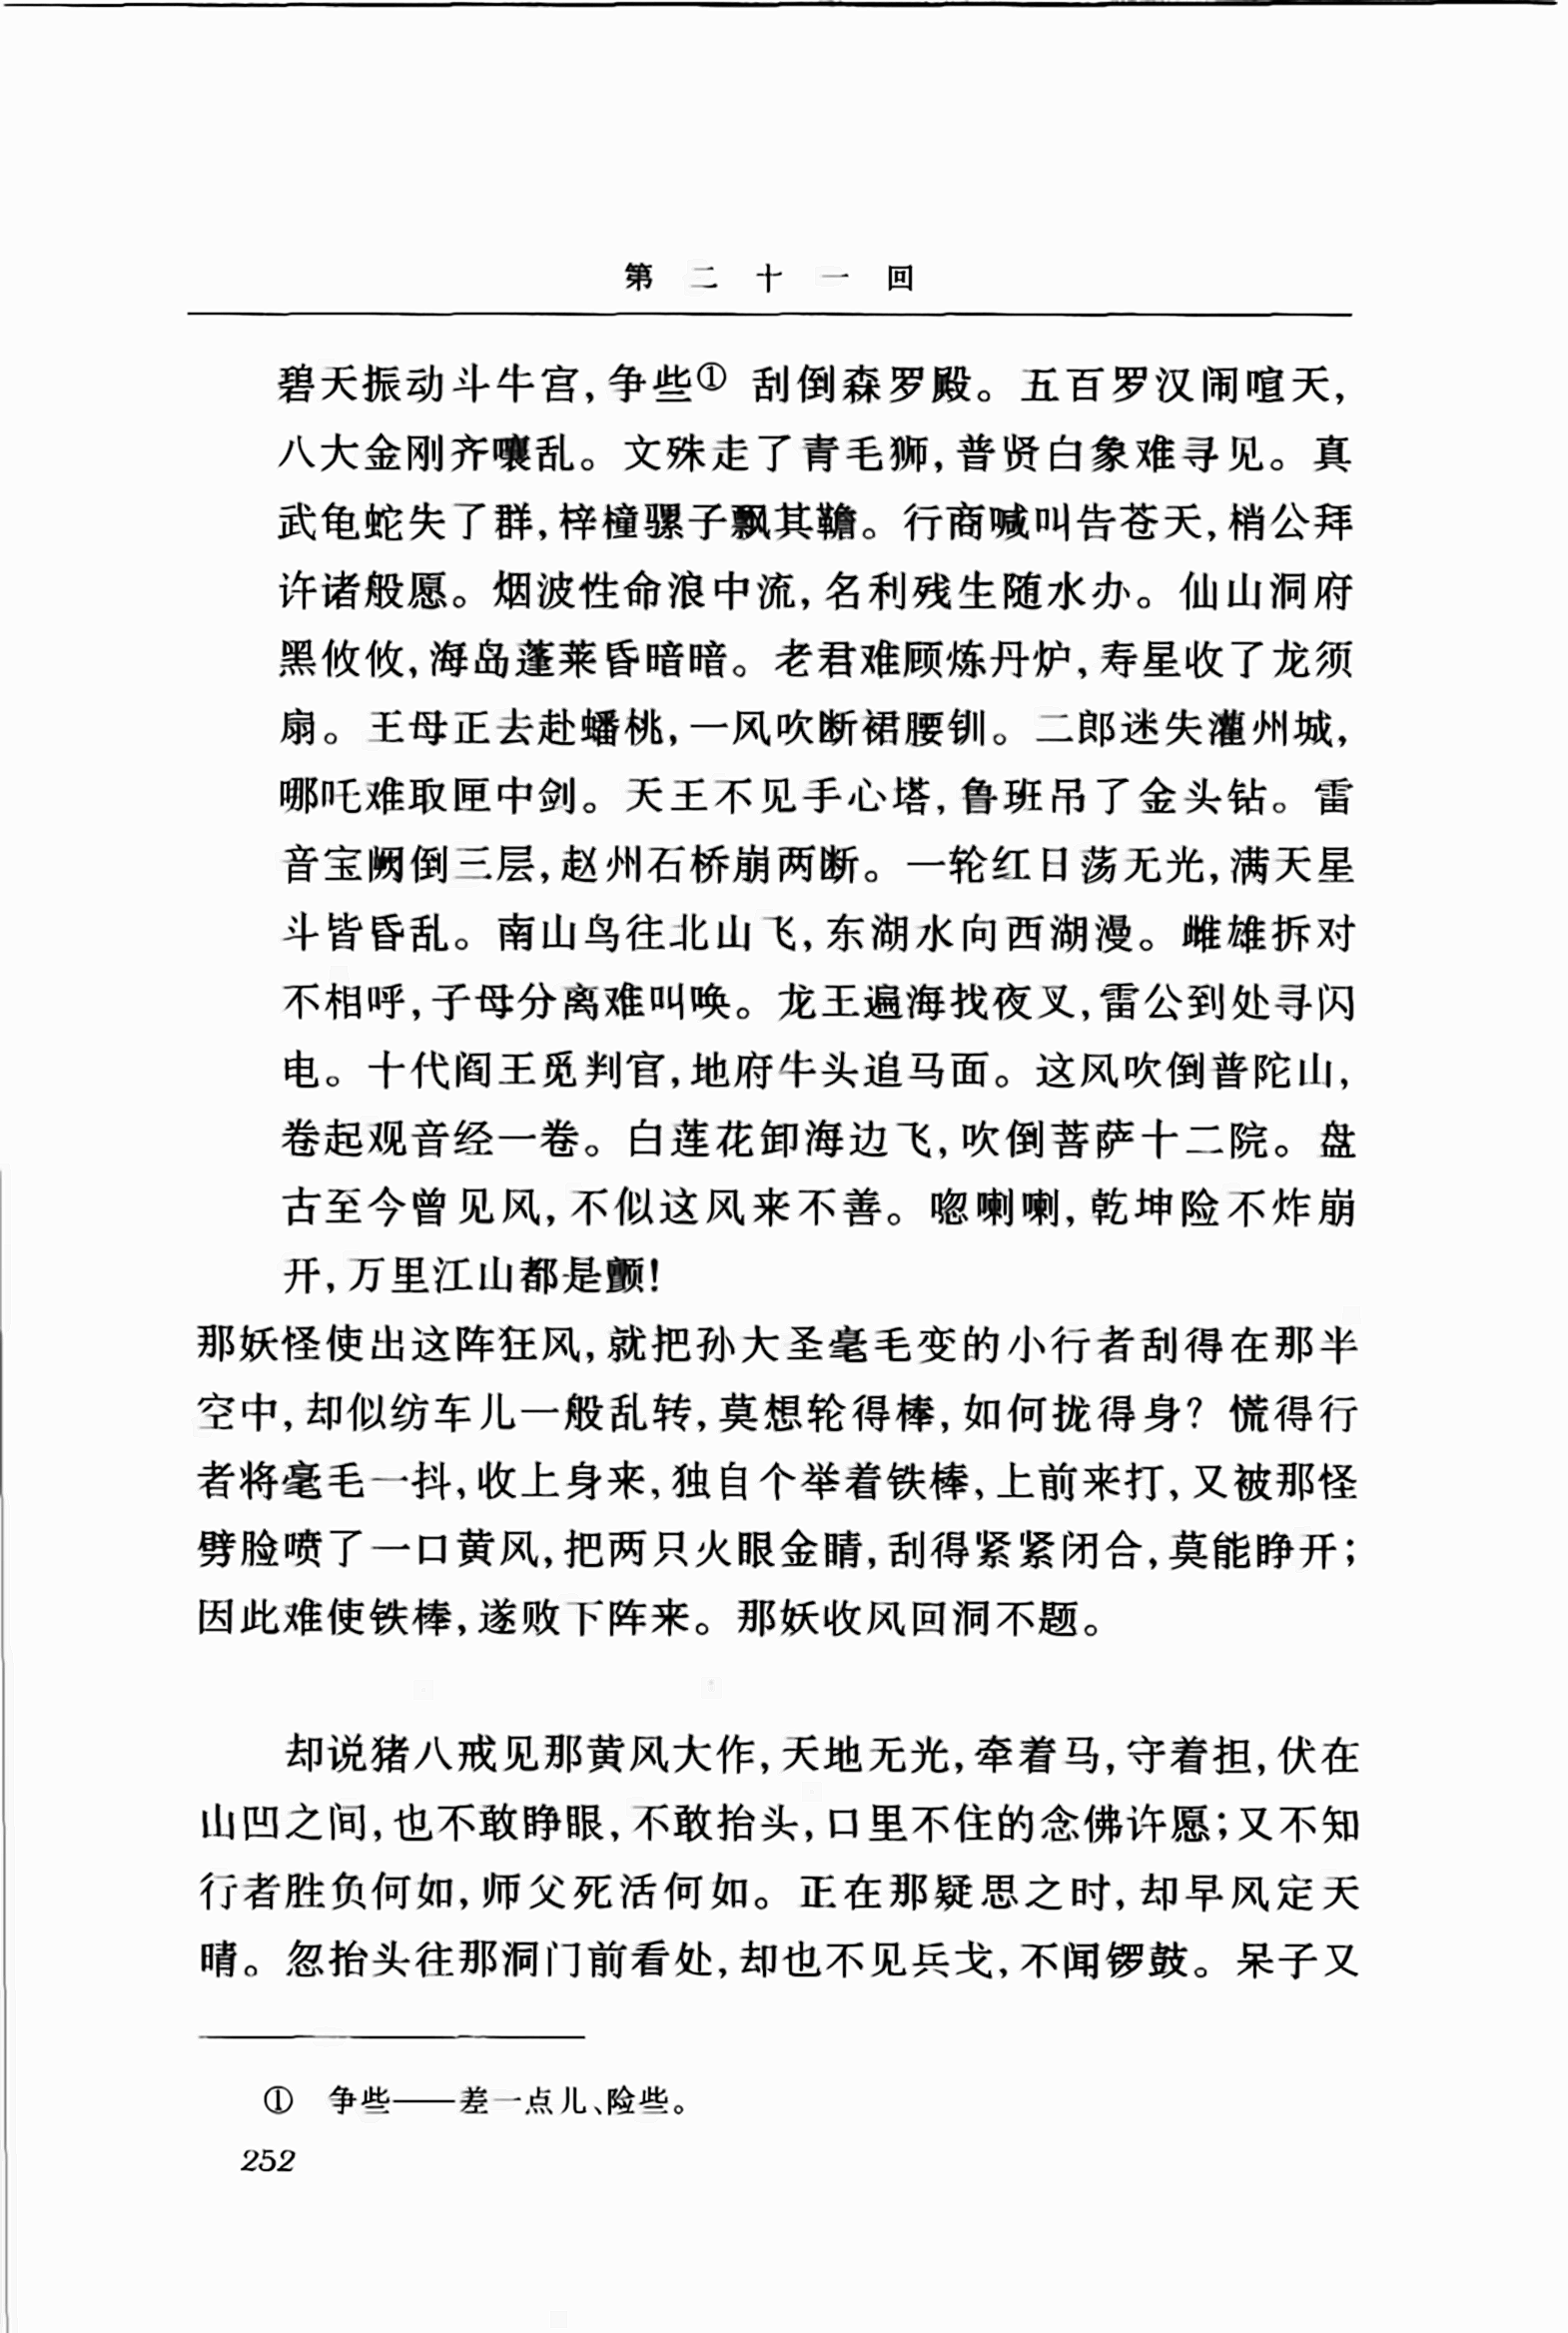 第二十一回
碧天振动斗牛宫,争些① 刮倒森罗殿。五百罗汉闹喧天,
八大金刚齐嚷乱。文殊走了青毛狮,普贤白象难寻见。真
武龟蛇失了群,梓橦骡子飘其韂。行商喊叫告苍天,梢公拜
许诸般愿。烟波性命浪中流,名利残生随水办。仙山洞府
黑攸攸,海岛蓬莱昏暗暗。老君难顾炼丹炉,寿星收了龙须
扇。王母正去赴蟠桃,一风吹断裙腰钏。二郎迷失灌州城,
哪吒难取匣中剑。天王不见手心塔,鲁班吊了金头钻。雷
音宝阙倒三层,赵州石桥崩两断。一轮红日荡无光,满天星
斗皆昏乱。南山鸟往北山飞,东湖水向西湖漫。雌雄拆对
不相呼,子母分离难叫唤。龙王遍海找夜叉,雷公到处寻闪
电。十代阎王觅判官,地府牛头追马面。这风吹倒普陀山,
卷起观音经一卷。白莲花卸海边飞,吹倒菩萨十二院。盘
古至今曾见风,不似这风来不善。唿喇喇,乾坤险不炸崩
开,万里江山都是颤!
那妖怪使出这阵狂风,就把孙大圣毫毛变的小行者刮得在那半
空中,却似纺车儿一般乱转,莫想轮得棒,如何拢得身?慌得行
者将毫毛一抖,收上身来,独自个举着铁棒,上前来打,又被那怪
劈脸喷了一口黄风,把两只火眼金睛,刮得紧紧闭合,莫能睁开;
因此难使铁棒,遂败下阵来。那妖收风回洞不题。
却说猪八戒见那黄风大作,天地无光,牵着马,守着担,伏在
山凹之间,也不敢睁眼,不敢抬头,口里不住的念佛许愿;又不知
行者胜负何如,师父死活何如。正在那疑思之时,却早风定天
晴。忽抬头往那洞门前看处,却也不见兵戈,不闻锣鼓。呆子又
① 争些——差一点儿、险些。
252